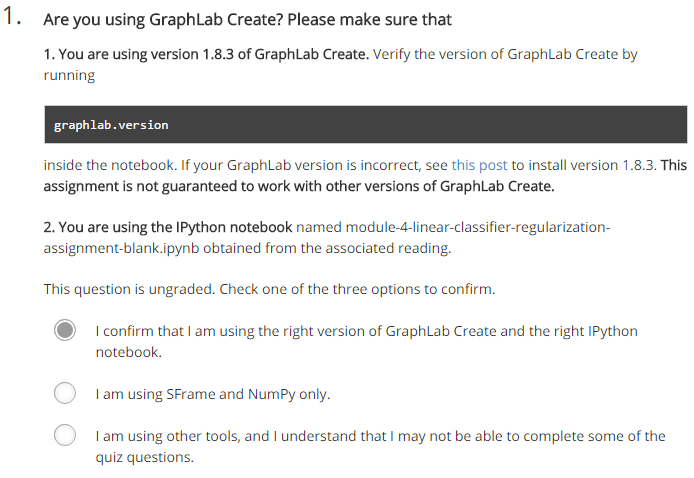 1. Are you using GraphLab Create? Please make sure that
1. You are using version 1.8.3 of GraphLab Create. Verify the version of GraphLab Create by
running
graphlab.version
inside the notebook. If your GraphLab version is incorrect, see this post to install version 1.8.3. This
assignment is not guaranteed to work with other versions of GraphLab Create.
2. You are using the IPython notebook named module-4-linear-classifier-regularization-
assignment-blank.ipynb obtained from the associated reading.
This question is ungraded. Check one of the three options to confirm.
I confirm that I am using the right version of GraphLab Create and the right IPython
notebook.
I am using SFrame and NumPy only.
I am using other tools, and I understand that I may not be able to complete some of the
quiz questions.